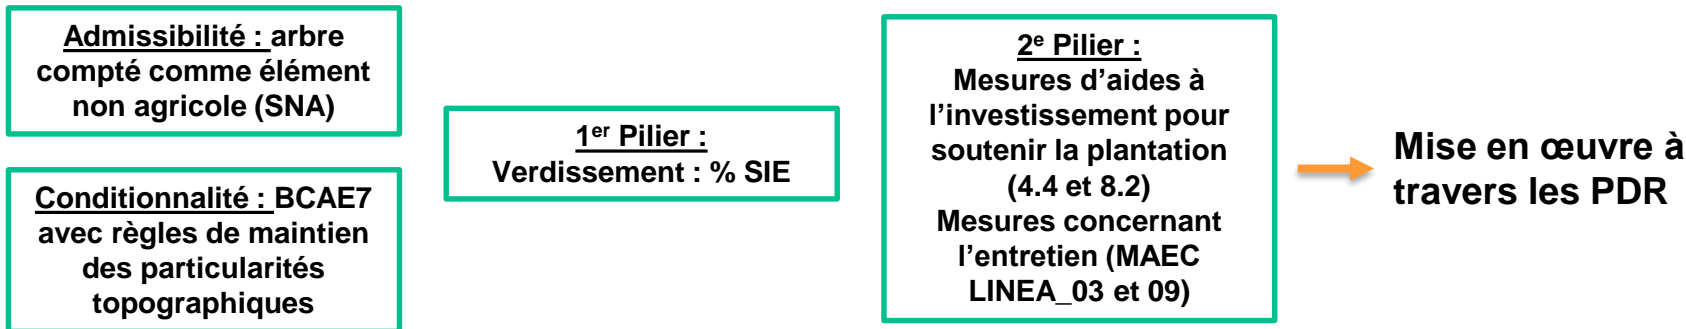 Admissibilité : arbre
compté comme élément
non agricole (SNA)
Conditionnalité : BCAE7
avec règles de maintien
des particularités
topographiques
1er Pilier :
Verdissement : % SIE
2e Pilier :
Mesures d’aides à
l’investissement pour
soutenir la plantation
(4.4 et 8.2)
Mesures concernant
l’entretien (MAEC
LINEA_03 et 09)
Mise en œuvre à
travers les PDR